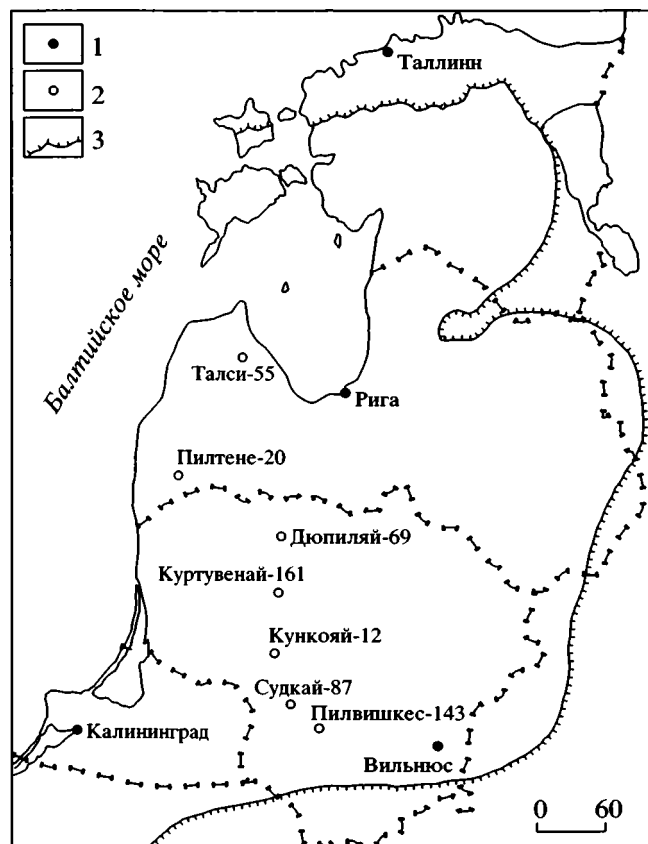 1
2
3
Таллинн
Балтийское море
Талси-55
Рига
Пилтене-20
Дюпиляй-69
Куртувенай-161
Кункояй-12
Судкай-87
Пилвишкес-143
Калининград
Вильнюс
0 60